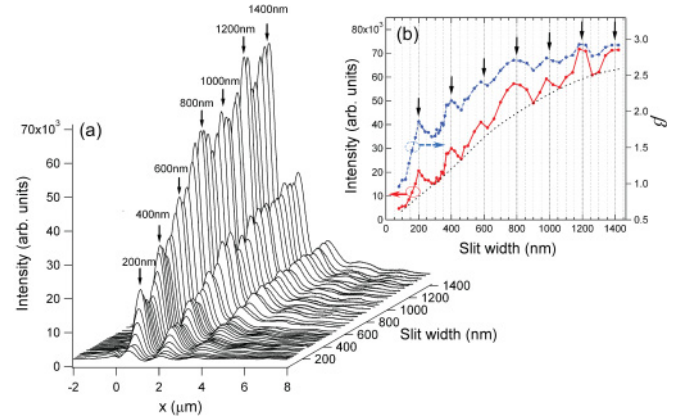 1400nm
1200nm
1000nm
800nm
600nm
400nm
200nm
(a)
70x10³
60
50
40
30
20
10
0
Intensity (arb. units)
-2 0 2 4 6 8
x (μm)
200
400
600
800
1000
1200
1400
Slit width (nm)
(b)
80x10³
70
60
50
40
30
20
10
0
Intensity (arb. units)
3.0
2.5
2.0
1.5
1.0
0.5
β
0 200 400 600 800 1000 1200 1400
Slit width (nm)